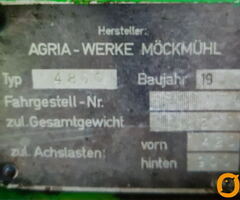 Hersteller:
AGRIA-WERKE MÖCKMÜHL
Typ Baujahr 19
Fahrgestell-Nr.
zul. Gesamtgewicht
zul. Achslasten: vorn
hinten